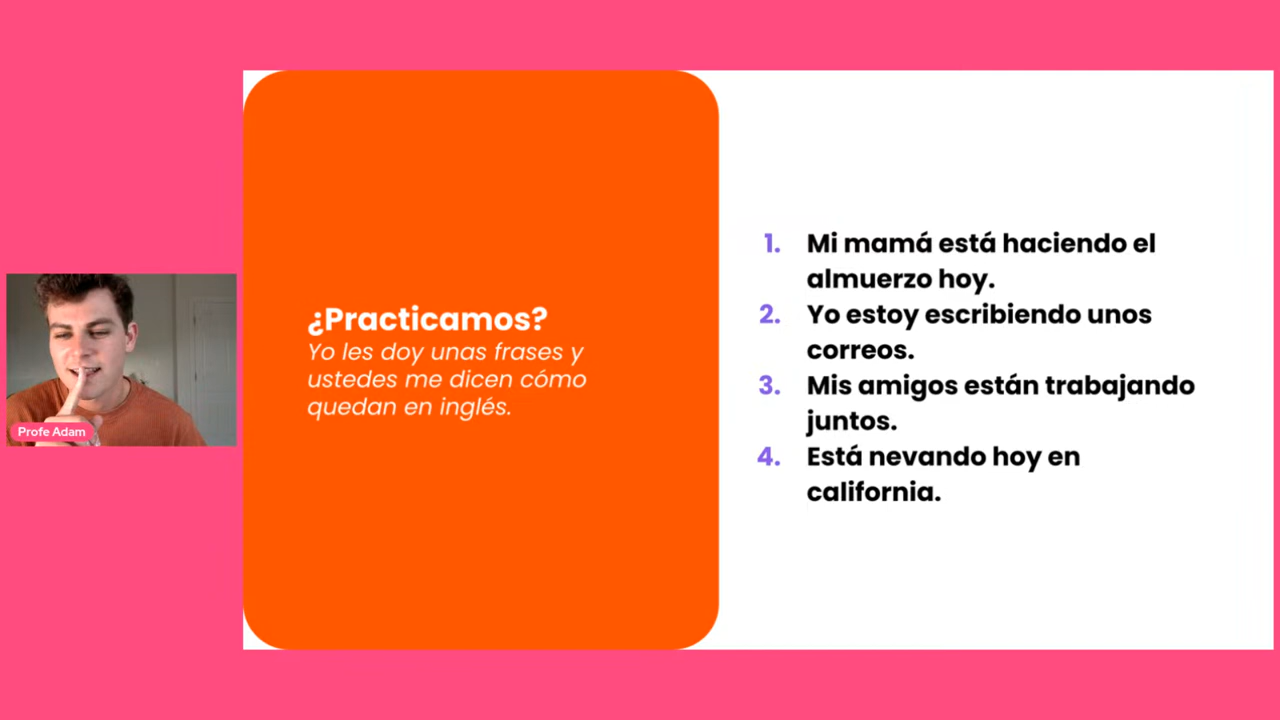 ¿Practicamos?
Yo les doy unas frases y
ustedes me dicen cómo
quedan en inglés.
1. Mi mamá está haciendo el
almuerzo hoy.
2. Yo estoy escribiendo unos
correos.
3. Mis amigos están trabajando
juntos.
4. Está nevando hoy en
california.
Profe Adam